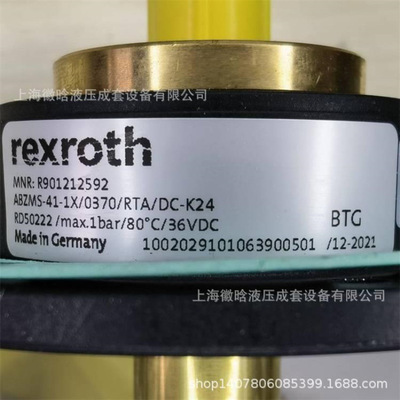 上海徽晗液压成套设备有限公司
rexroth
MNR: R901212592
ABZMS-41-1X/0370/RTA/DC-K24
RD50222 /max.1bar/80°C/36VDC
BTG
Made in Germany
1002029101063900501 /12-2021
上海徽晗液压成套设备有限公司
shop1407806085399.1688.com